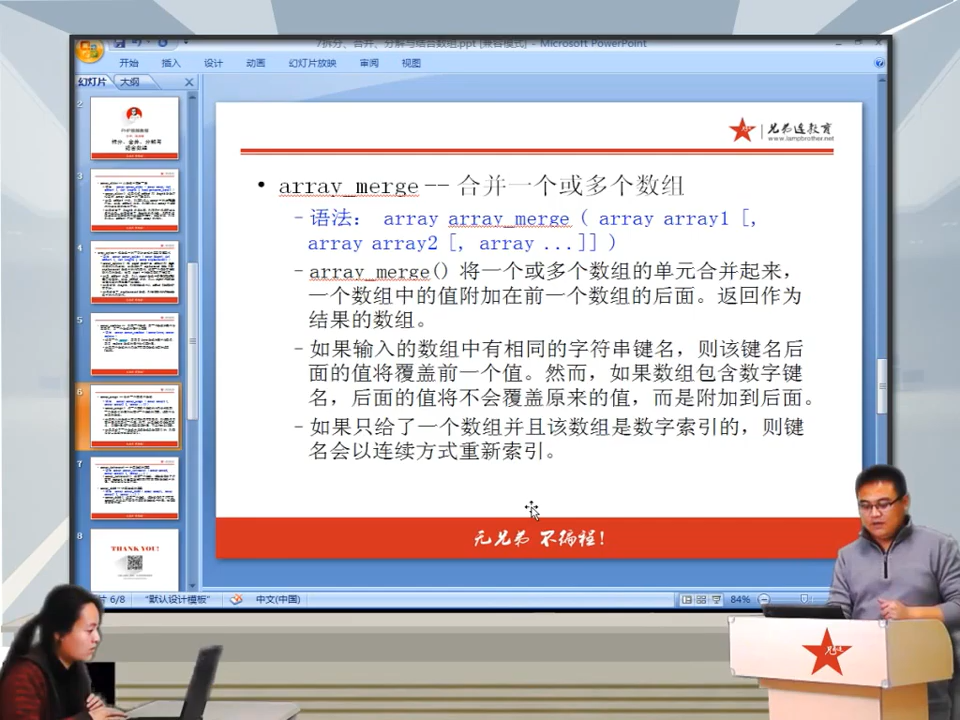 7拆分、合并、分解与结合数组.ppt [兼容模式] - Microsoft PowerPoint
开始 插入 设计 动画 幻灯片放映 审阅 视图
幻灯片 大纲
兄弟连教育
www.lampbrother.net
• array_merge -- 合并一个或多个数组
- 语法： array array_merge ( array array1 [,
array array2 [, array ...]] )
- array_merge() 将一个或多个数组的单元合并起来，
一个数组中的值附加在前一个数组的后面。返回作为
结果的数组。
- 如果输入的数组中有相同的字符串键名，则该键名后
面的值将覆盖前一个值。然而，如果数组包含数字键
名，后面的值将不会覆盖原来的值，而是附加到后面。
- 如果只给了一个数组并且该数组是数字索引的，则键
名会以连续方式重新索引。
无兄弟 不编程！
2
3
4
5
6
7
8
THANK YOU!
片 6/8 “默认设计模板” 中文(中国) 84%